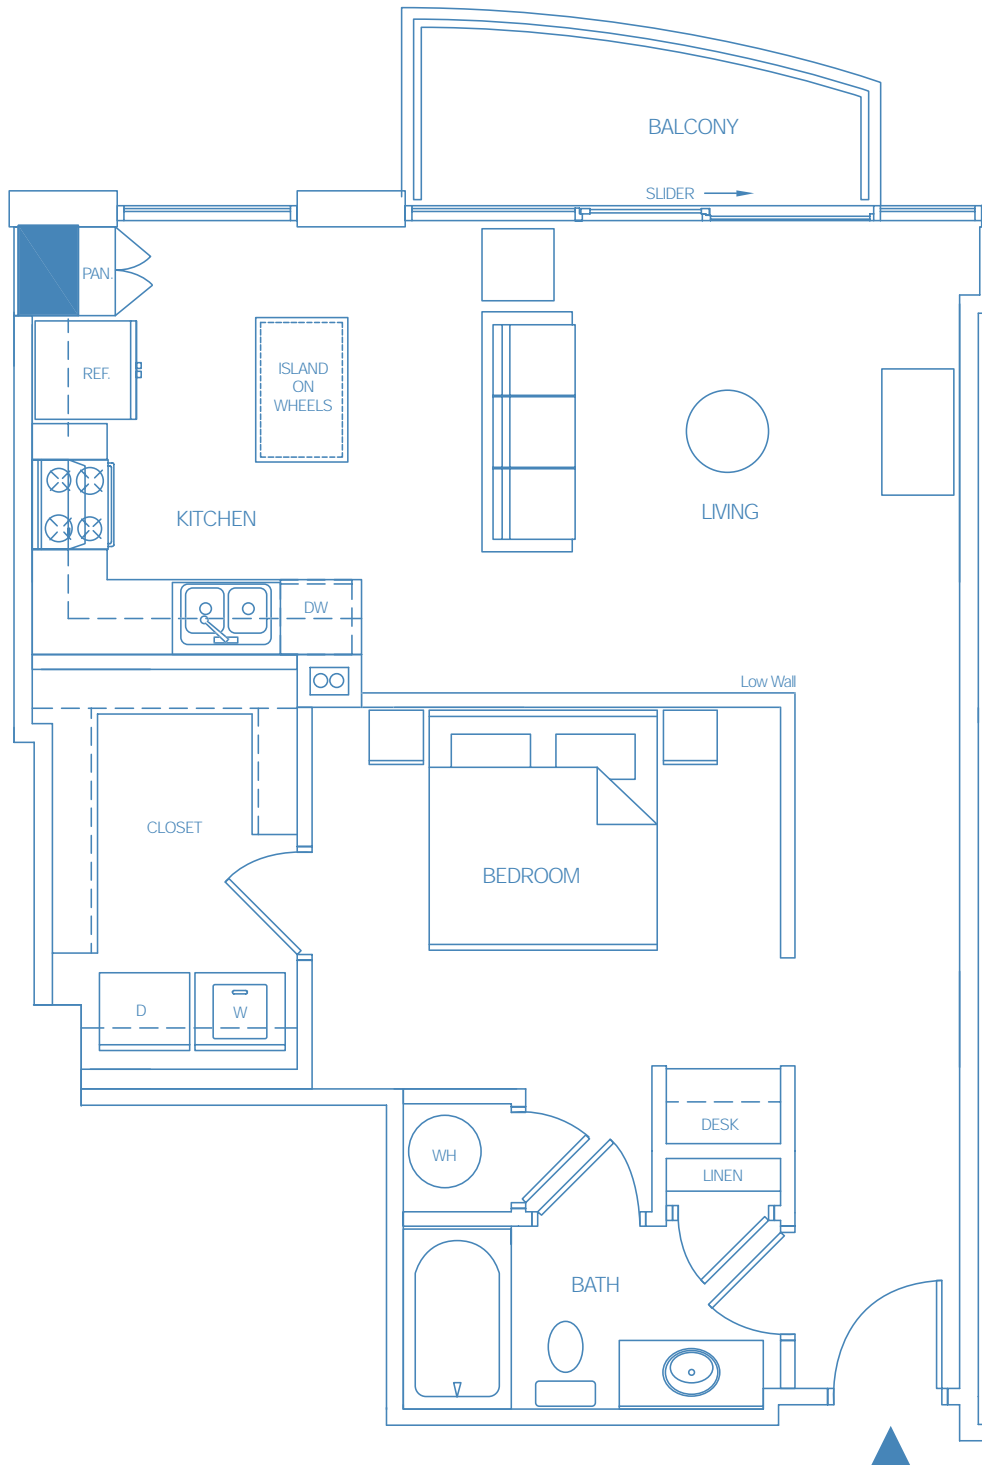 BALCONY
SLIDER
PAN.
REF.
ISLAND
ON
WHEELS
KITCHEN
LIVING
DW
Low Wall
CLOSET
BEDROOM
D
W
DESK
WH
LINEN
BATH